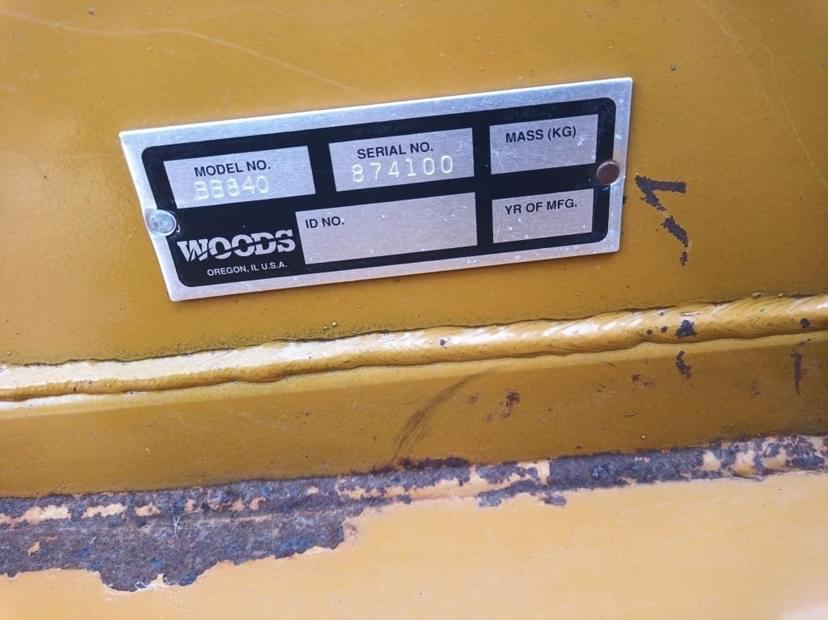 MODEL NO.
BB840
SERIAL NO.
874100
MASS (KG)
WOODS
OREGON, IL U.S.A.
ID NO.
YR OF MFG.